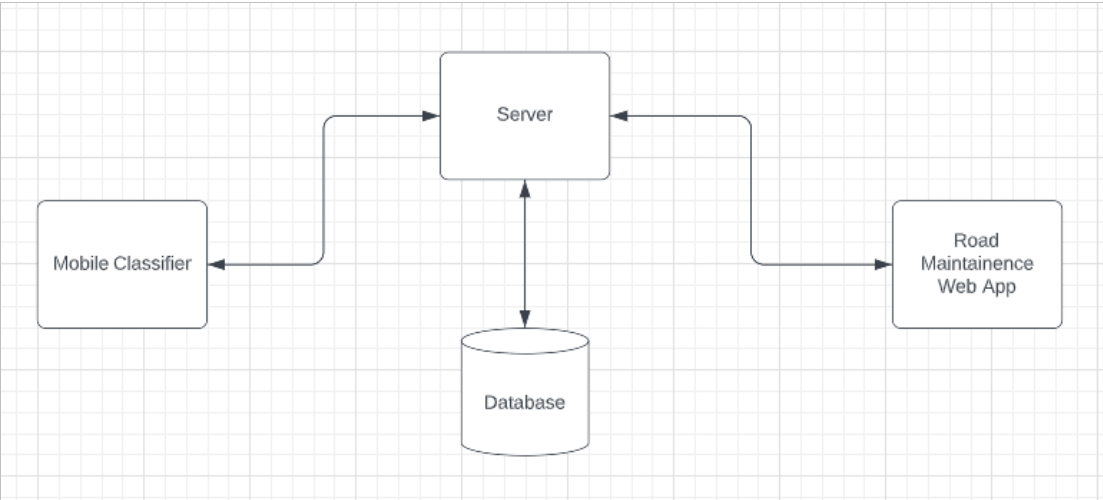 Server
Mobile Classifier
Road
Maintainence
Web App
Database